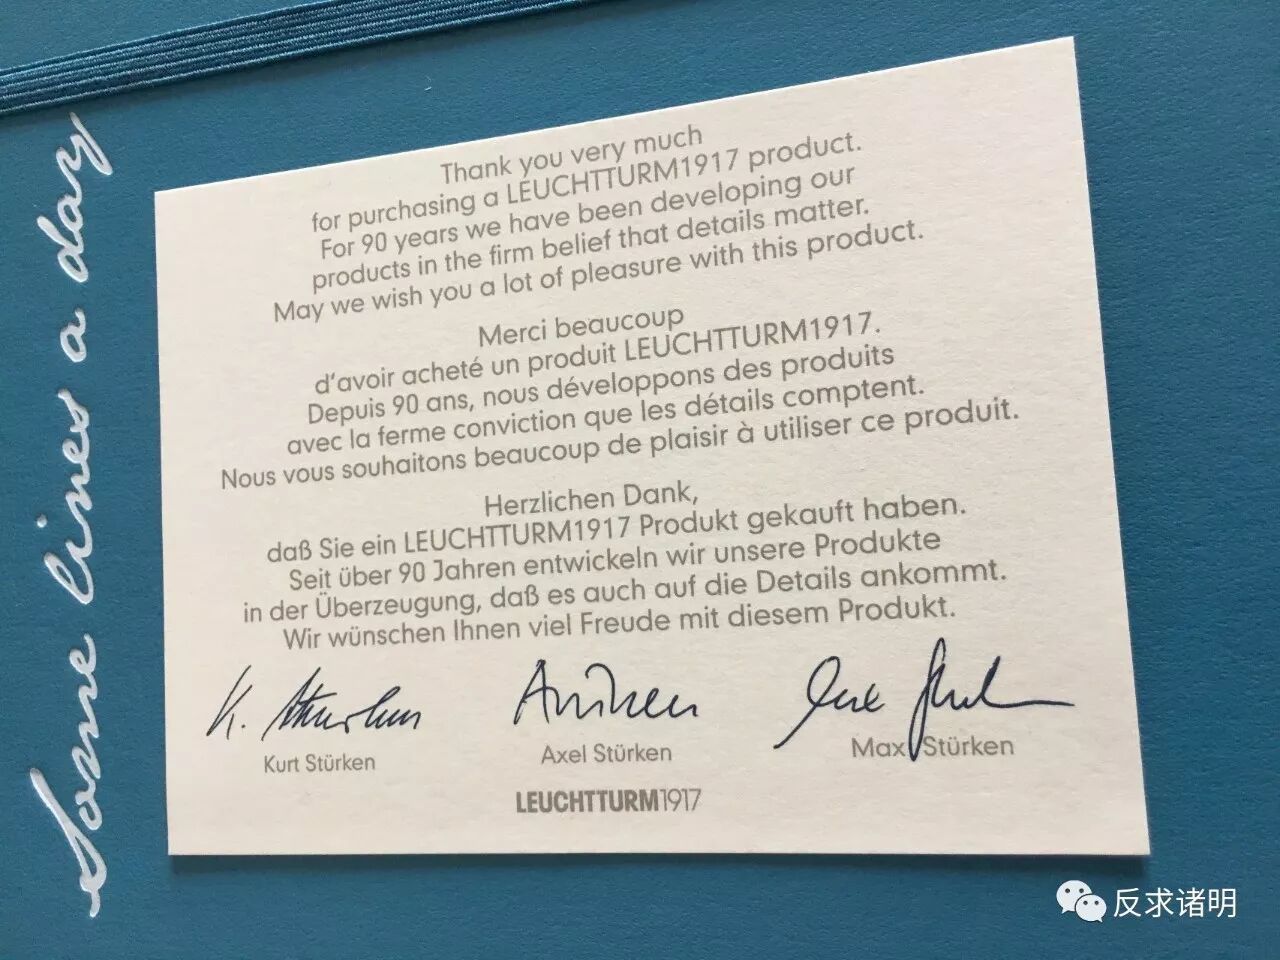 Some lines a day
Thank you very much
for purchasing a LEUCHTTURM1917 product.
For 90 years we have been developing our
products in the firm belief that details matter.
May we wish you a lot of pleasure with this product.
Merci beaucoup
d'avoir acheté un produit LEUCHTTURM1917.
Depuis 90 ans, nous développons des produits
avec la ferme conviction que les détails comptent.
Nous vous souhaitons beaucoup de plaisir à utiliser ce produit.
Herzlichen Dank,
daß Sie ein LEUCHTTURM1917 Produkt gekauft haben.
Seit über 90 Jahren entwickeln wir unsere Produkte
in der Überzeugung, daß es auch auf die Details ankommt.
Wir wünschen Ihnen viel Freude mit diesem Produkt.
Kurt Stürken
Axel Stürken
Max Stürken
LEUCHTTURM1917
反求诸明